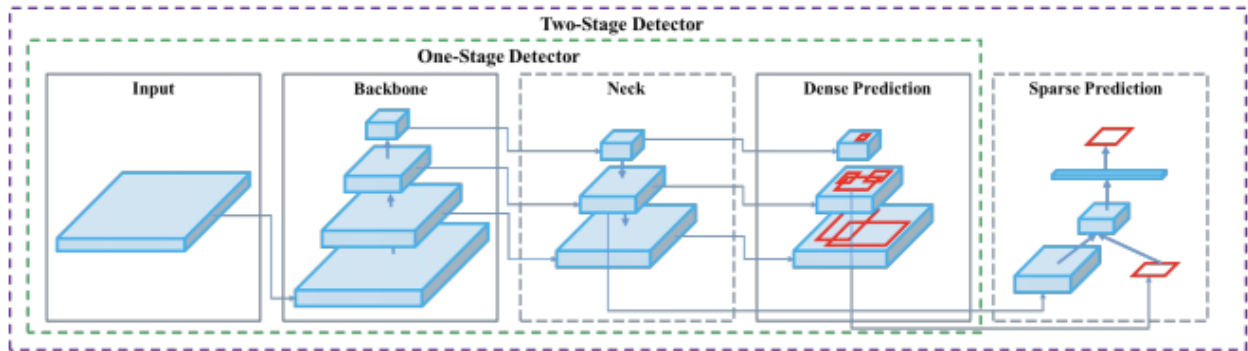 Two-Stage Detector
One-Stage Detector
Input
Backbone
Neck
Dense Prediction
Sparse Prediction